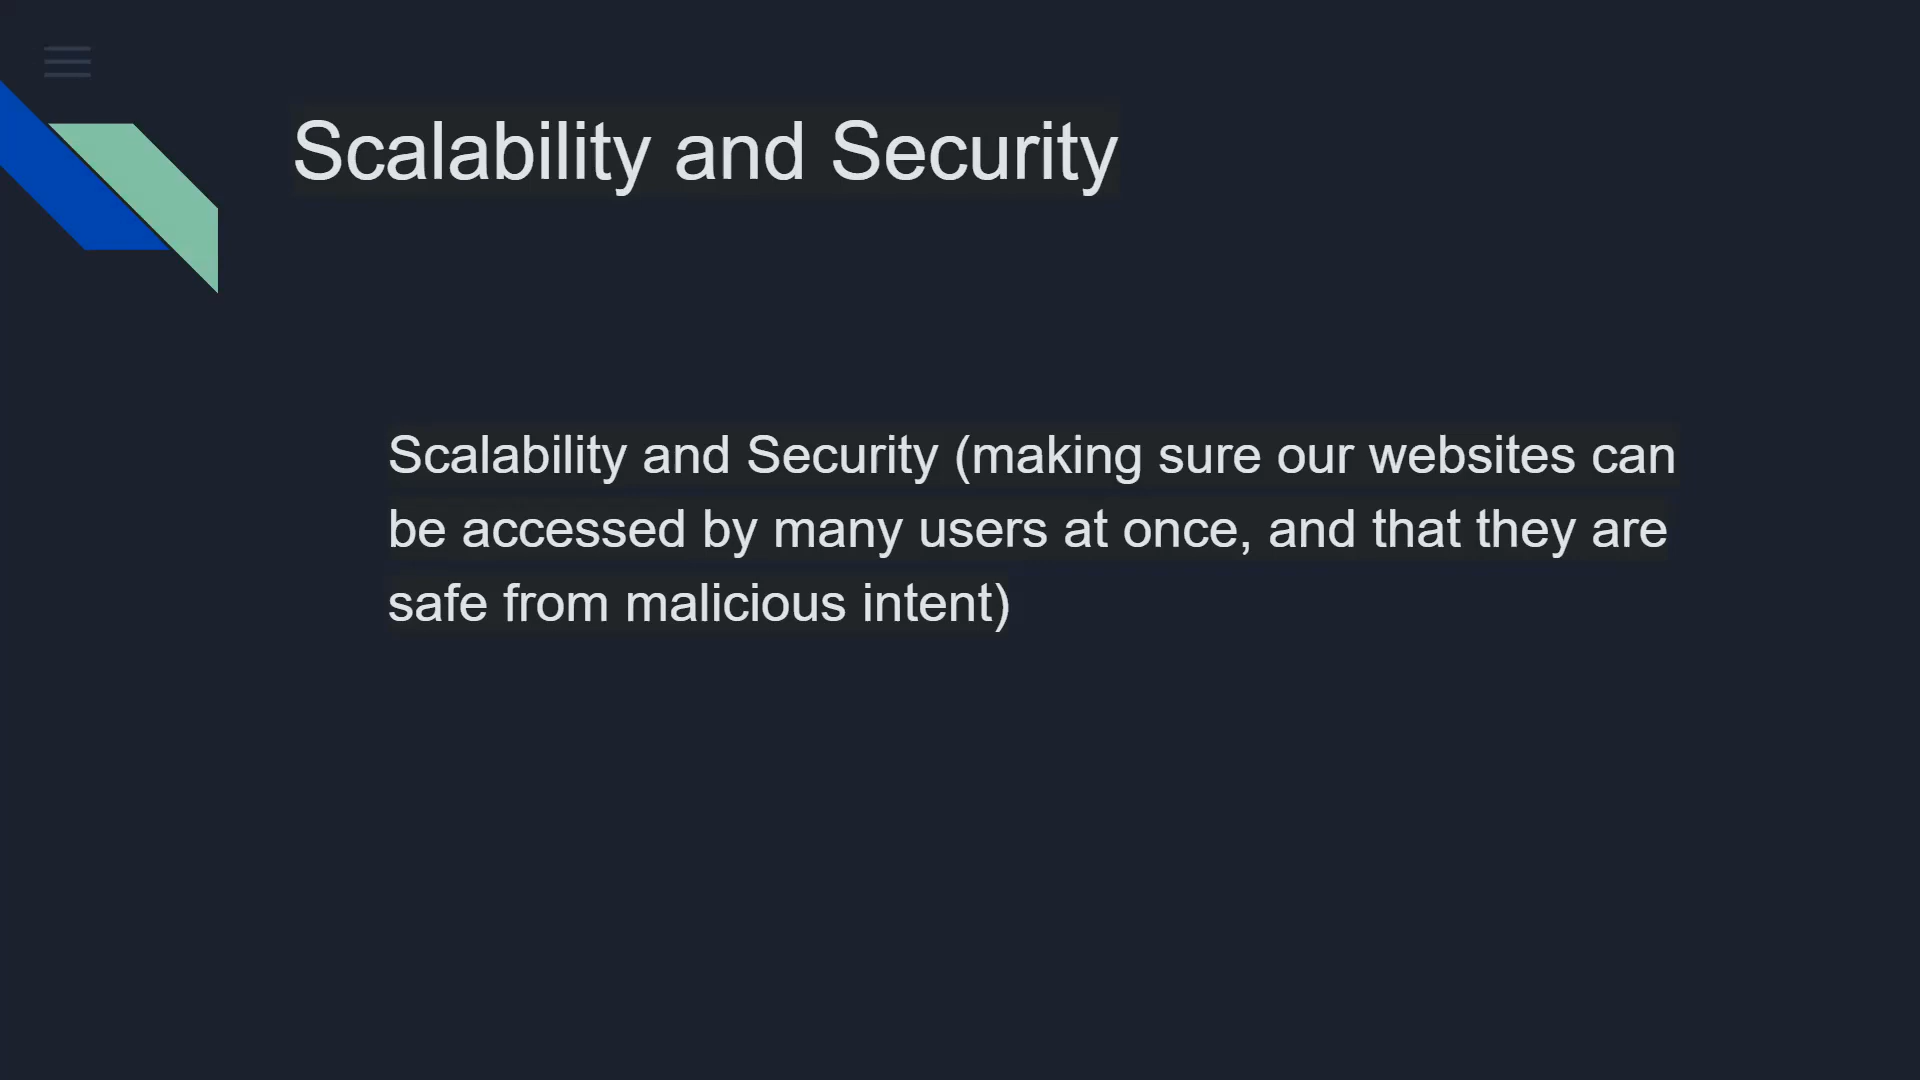 Scalability and Security
Scalability and Security (making sure our websites can
be accessed by many users at once, and that they are
safe from malicious intent)